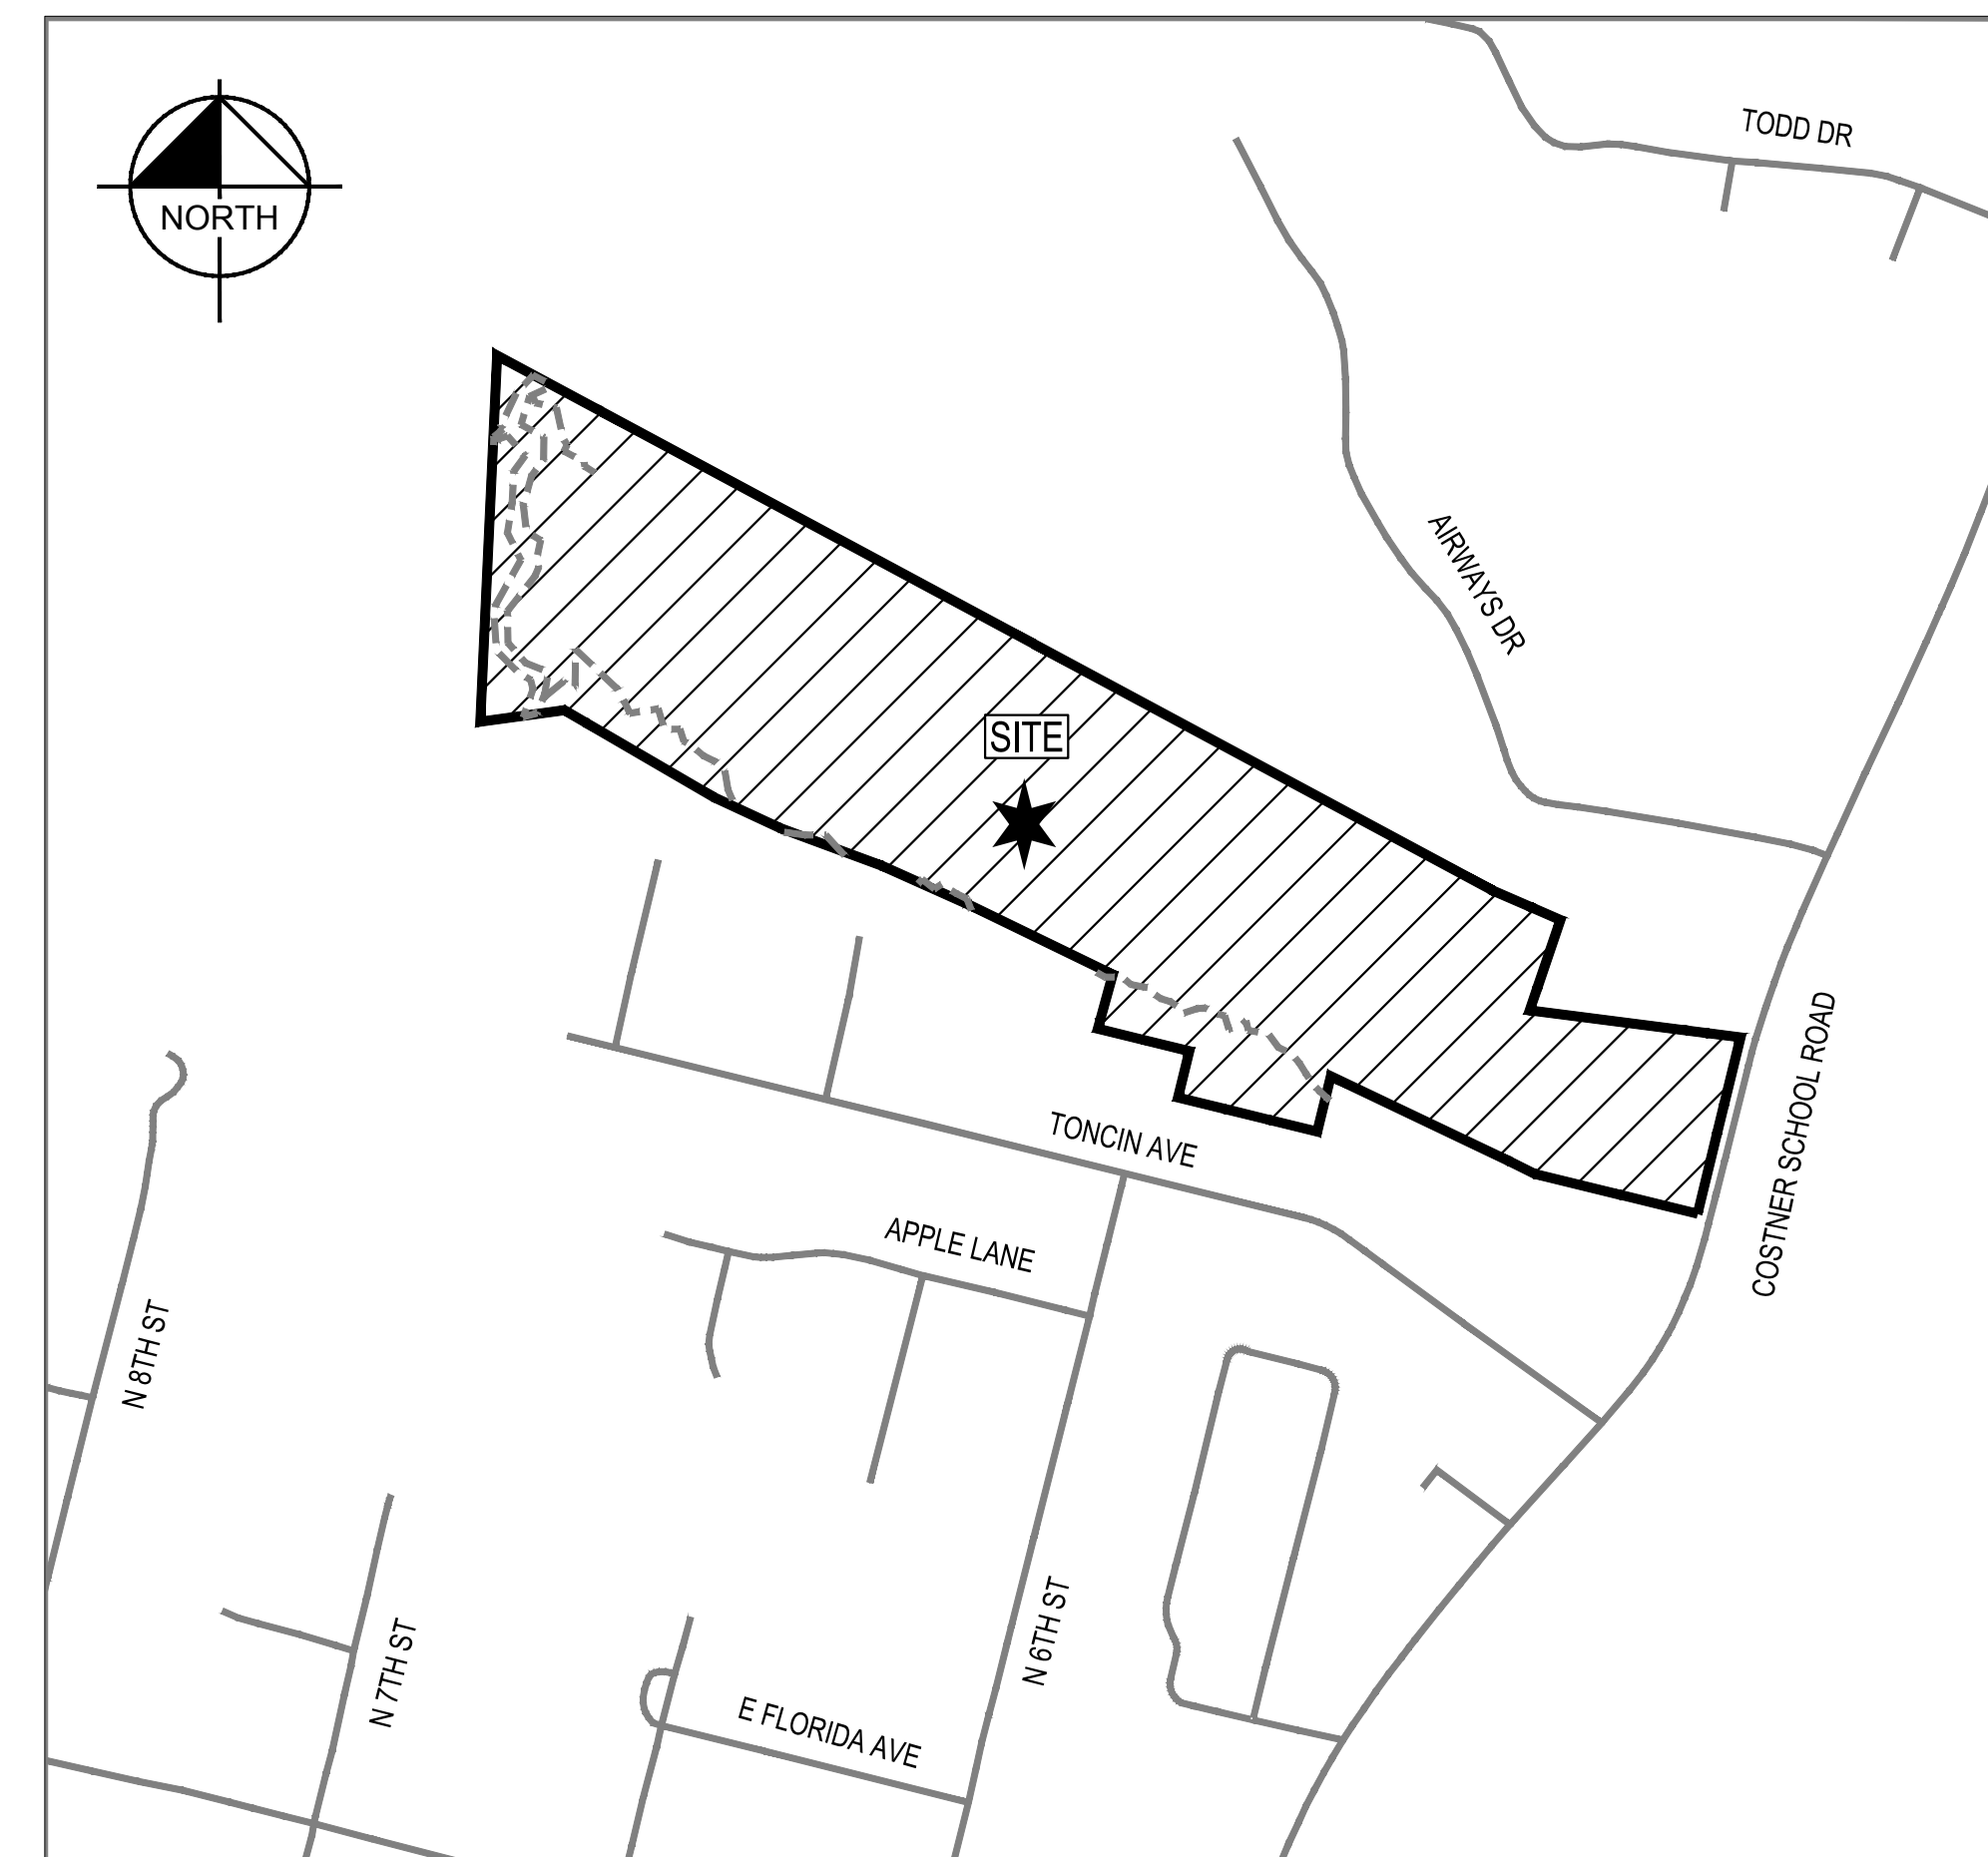 TODD DR
NORTH
AIRWAYS DR
SITE
COSTNER SCHOOL ROAD
TONCIN AVE
APPLE LANE
N 8TH ST
N 6TH ST
N 7TH ST
E FLORIDA AVE